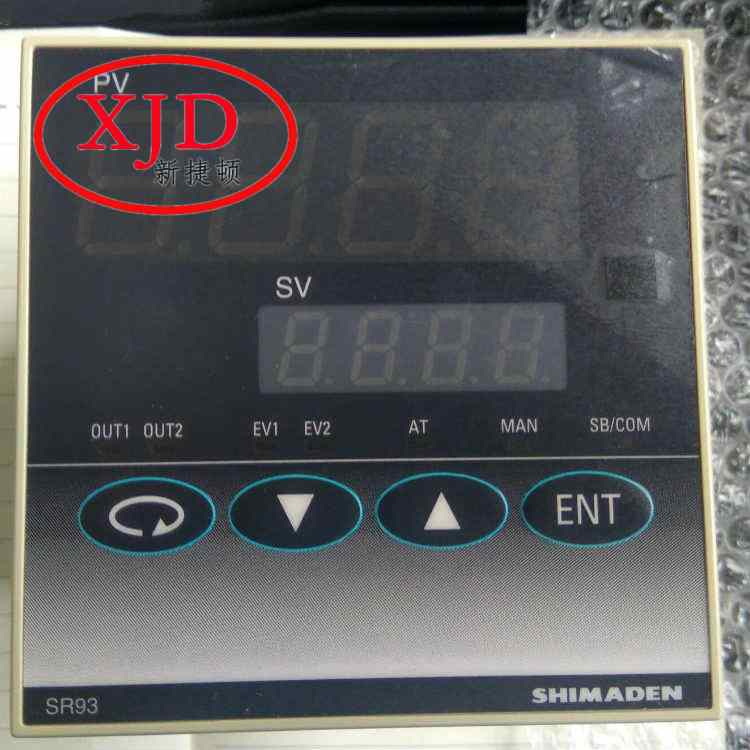 PV
XJD
新捷顿
SV
OUT1 OUT2 EV1 EV2 AT MAN SB/COM
ENT
SR93 SHIMADEN